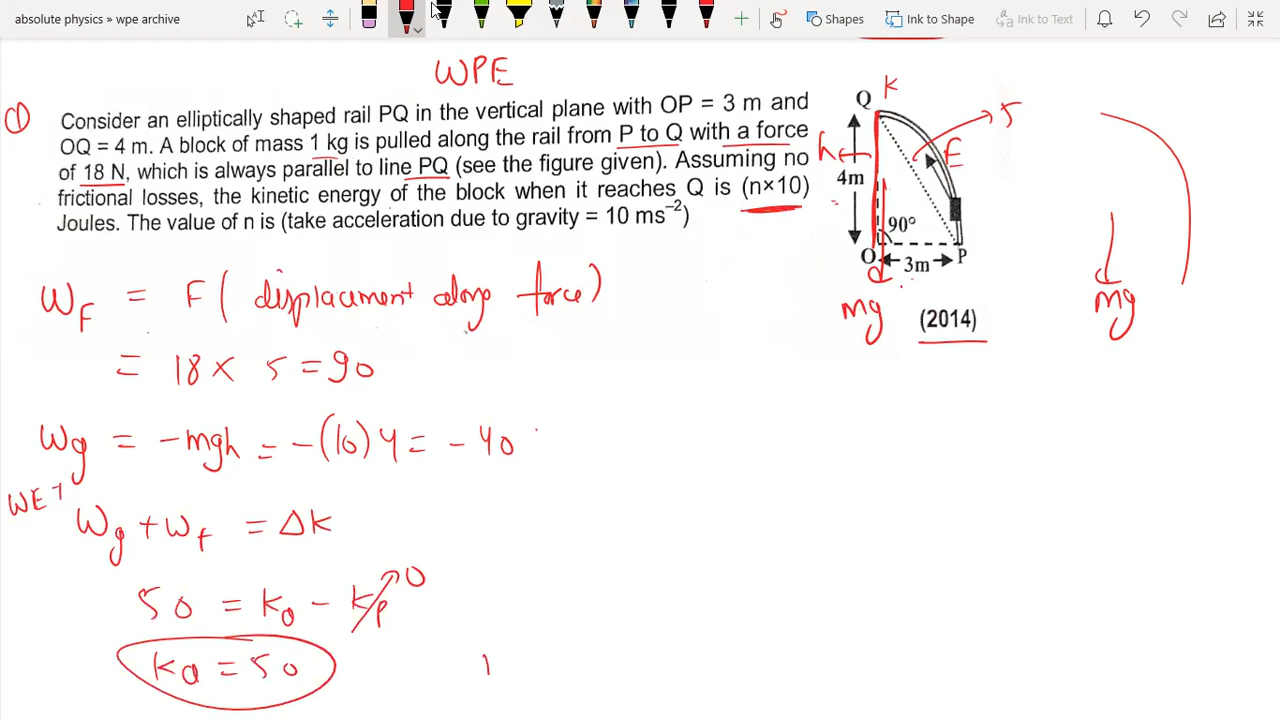 absolute physics » wpe archive
Shapes
Ink to Shape
Ink to Text
WPE
①
Consider an elliptically shaped rail PQ in the vertical plane with OP = 3 m and
OQ = 4 m. A block of mass 1 kg is pulled along the rail from P to Q with a force
of 18 N, which is always parallel to line PQ (see the figure given). Assuming no
frictional losses, the kinetic energy of the block when it reaches Q is (n×10)
Joules. The value of n is (take acceleration due to gravity = 10 ms⁻²)
Q K
h
4m
90°
O
3m
P
mg
(2014)
mg
W_F = F ( displacement along force )
= 18 × 5 = 90
W_g = -mgh = -(10) 4 = - 40
W_g + W_f = ΔK
50 = K_Q - K_P 0
K_Q = 50